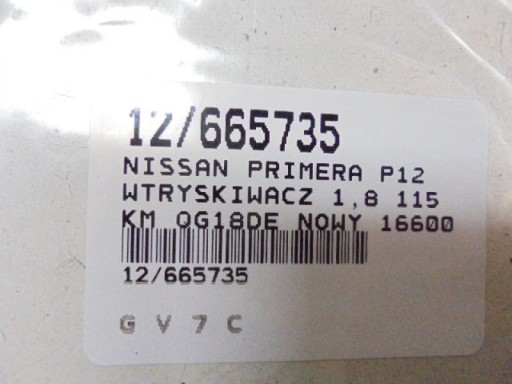 12/665735
NISSAN PRIMERA P12
WTRYSKIWACZ 1,8 115
KM QG18DE NOWY 16600
12/665735
G V 7 C